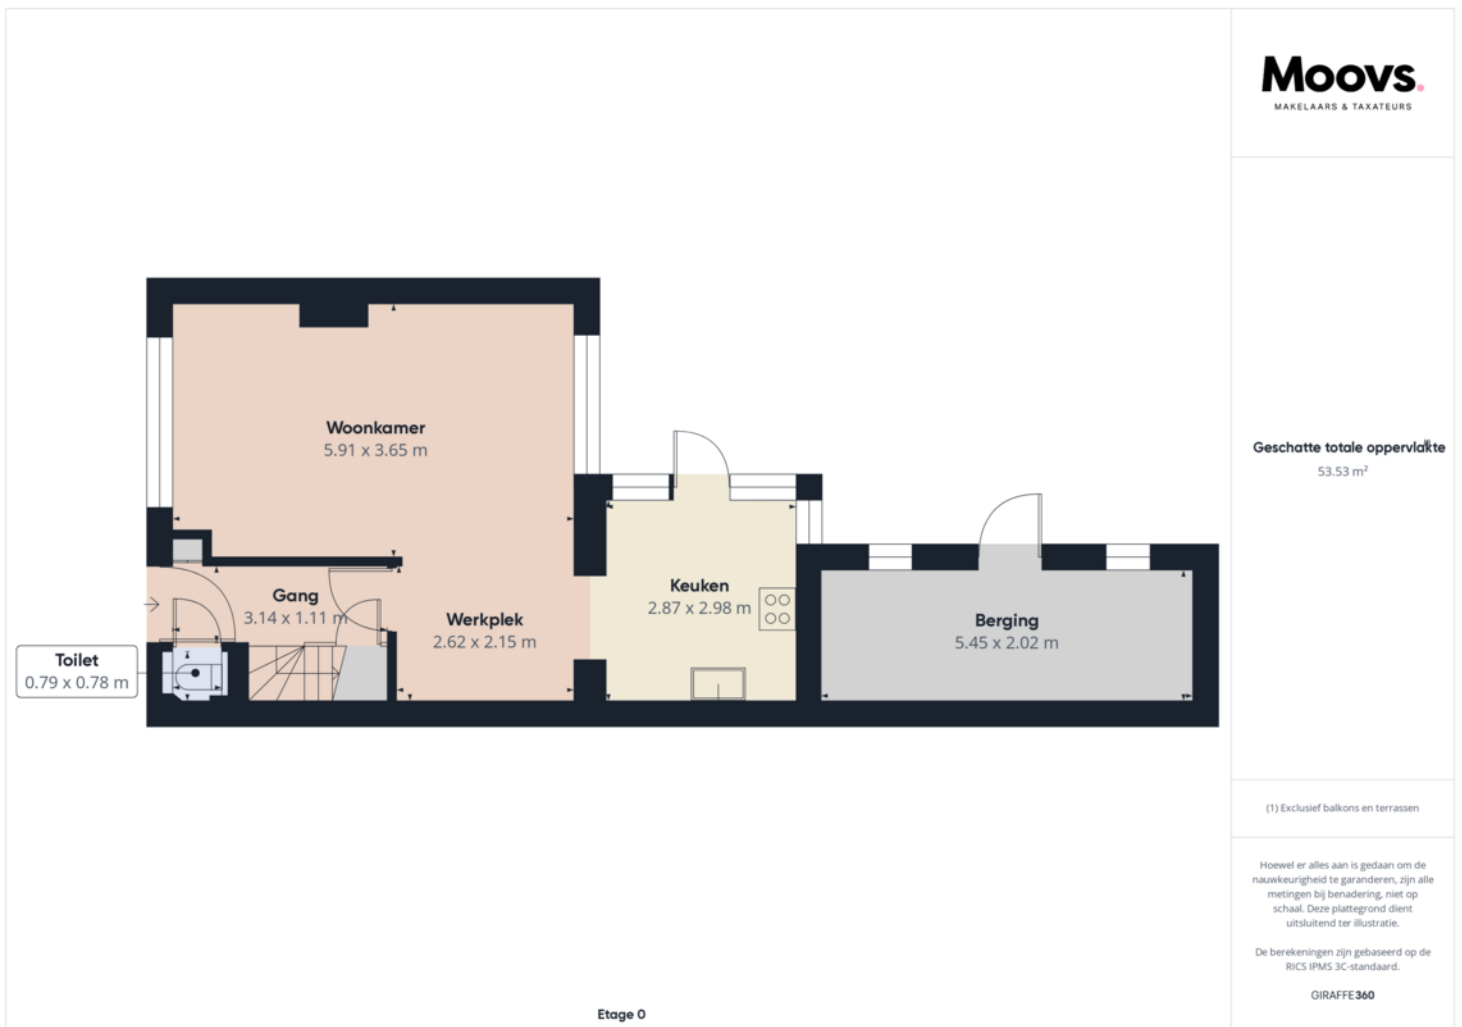 Moovs.
MAKELAARS & TAXATEURS
Woonkamer
5.91 x 3.65 m
Gang
3.14 x 1.11 m
Werkplek
2.62 x 2.15 m
Keuken
2.87 x 2.98 m
Berging
5.45 x 2.02 m
Toilet
0.79 x 0.78 m
Geschatte totale oppervlakte
53.53 m²
(1) Exclusief balkons en terrassen
Hoewel er alles aan is gedaan om de
nauwkeurigheid te garanderen, zijn alle
metingen bij benadering, niet op
schaal. Deze plattegrond dient
uitsluitend ter illustratie.
De berekeningen zijn gebaseerd op de
RICS IPMS 3C-standaard.
GIRAFFE360
Etage 0